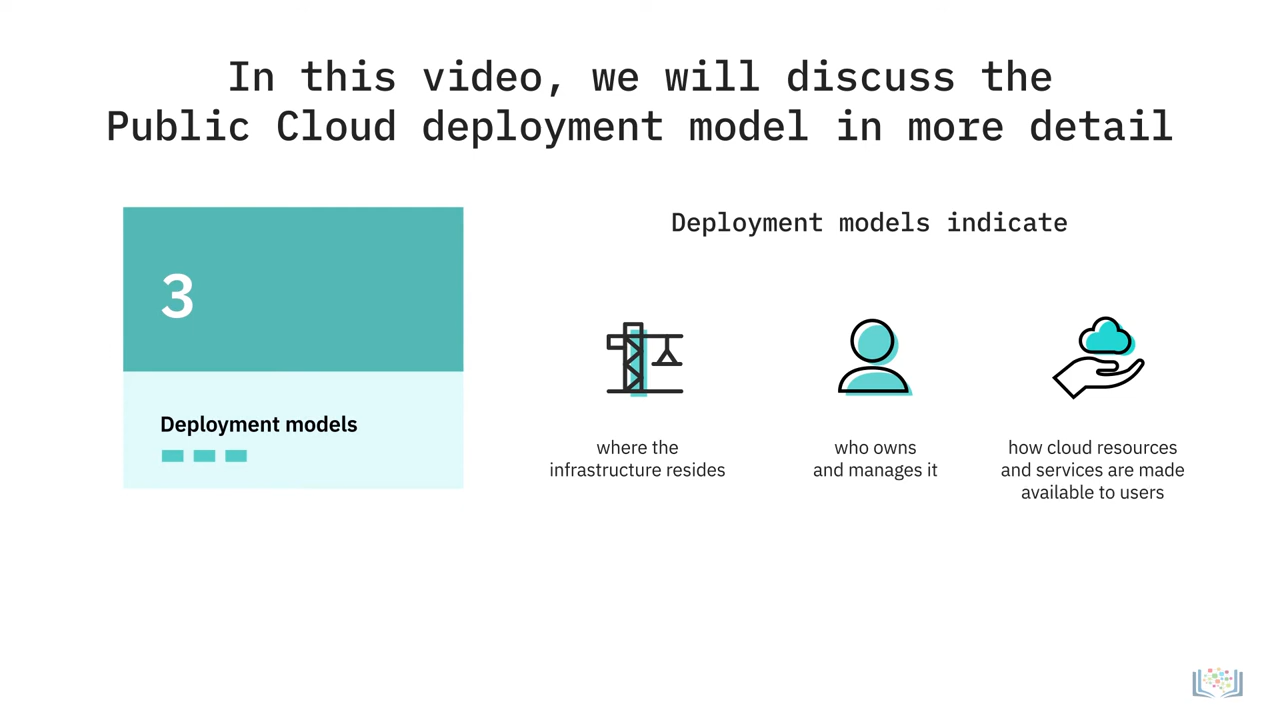 In this video, we will discuss the
Public Cloud deployment model in more detail
3
Deployment models
Deployment models indicate
where the
infrastructure resides
who owns
and manages it
how cloud resources
and services are made
available to users